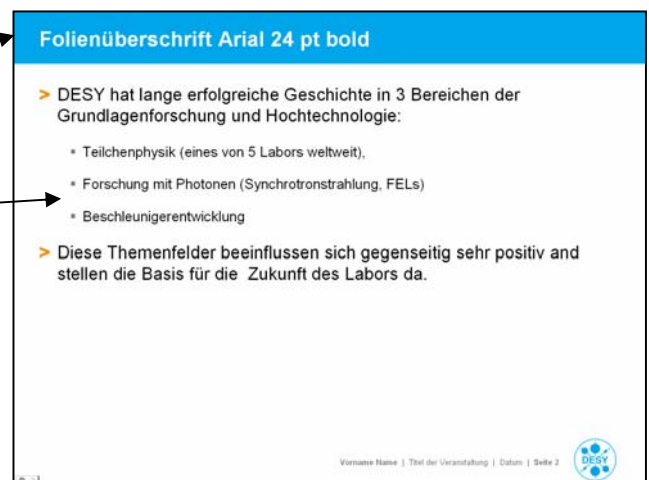 Folienüberschrift Arial 24 pt bold
> DESY hat lange erfolgreiche Geschichte in 3 Bereichen der
Grundlagenforschung und Hochtechnologie:
▪ Teilchenphysik (eines von 5 Labors weltweit),
▪ Forschung mit Photonen (Synchrotronstrahlung, FELs)
▪ Beschleunigerentwicklung
> Diese Themenfelder beeinflussen sich gegenseitig sehr positiv and
stellen die Basis für die  Zukunft des Labors da.
Vorname Name | Titel der Veranstaltung | Datum | Seite 2
DESY